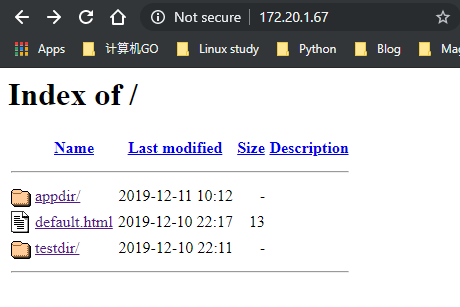 Not secure | 172.20.1.67
Apps 计算机GO Linux study Python Blog
Index of /
Name Last modified Size Description
appdir/ 2019-12-11 10:12 -
default.html 2019-12-10 22:17 13
testdir/ 2019-12-10 22:11 -